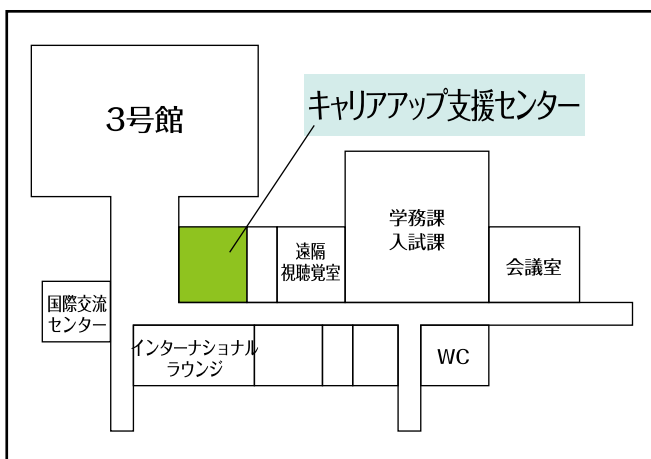 3号館
キャリアアップ支援センター
学務課
入試課
遠隔
視聴覚室
会議室
国際交流
センター
インターナショナル
ラウンジ
WC